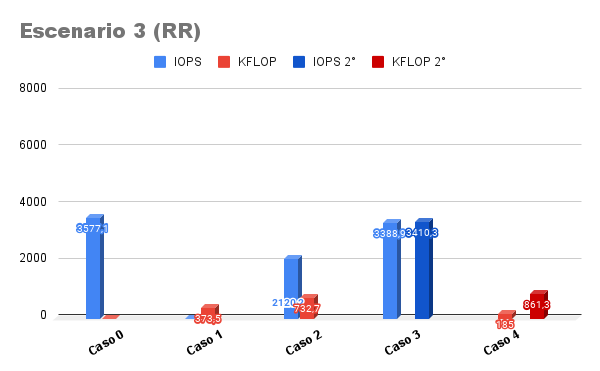 Escenario 3 (RR)
IOPS KFLOP IOPS 2° KFLOP 2°
8000
6000
4000
2000
0
3577,1
373,5
2120,2
732,7
3388,9
3410,3
185
861,3
Caso 0
Caso 1
Caso 2
Caso 3
Caso 4